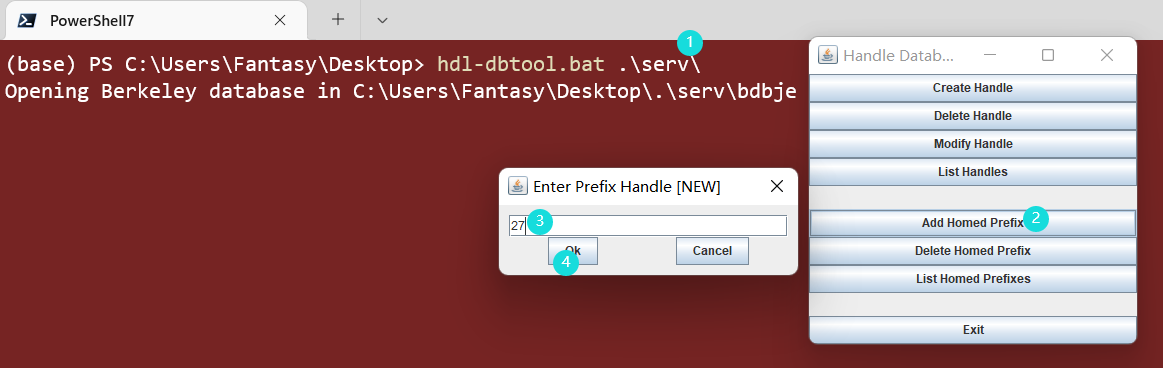 PowerShell7
1
(base) PS C:\Users\Fantasy\Desktop> hdl-dbtool.bat .\serv\
Opening Berkeley database in C:\Users\Fantasy\Desktop\.\serv\bdbje
Handle Datab...
Create Handle
Delete Handle
Modify Handle
List Handles
Add Homed Prefix 2
Delete Homed Prefix
List Homed Prefixes
Exit
Enter Prefix Handle [NEW]
27 3
Ok Cancel
4